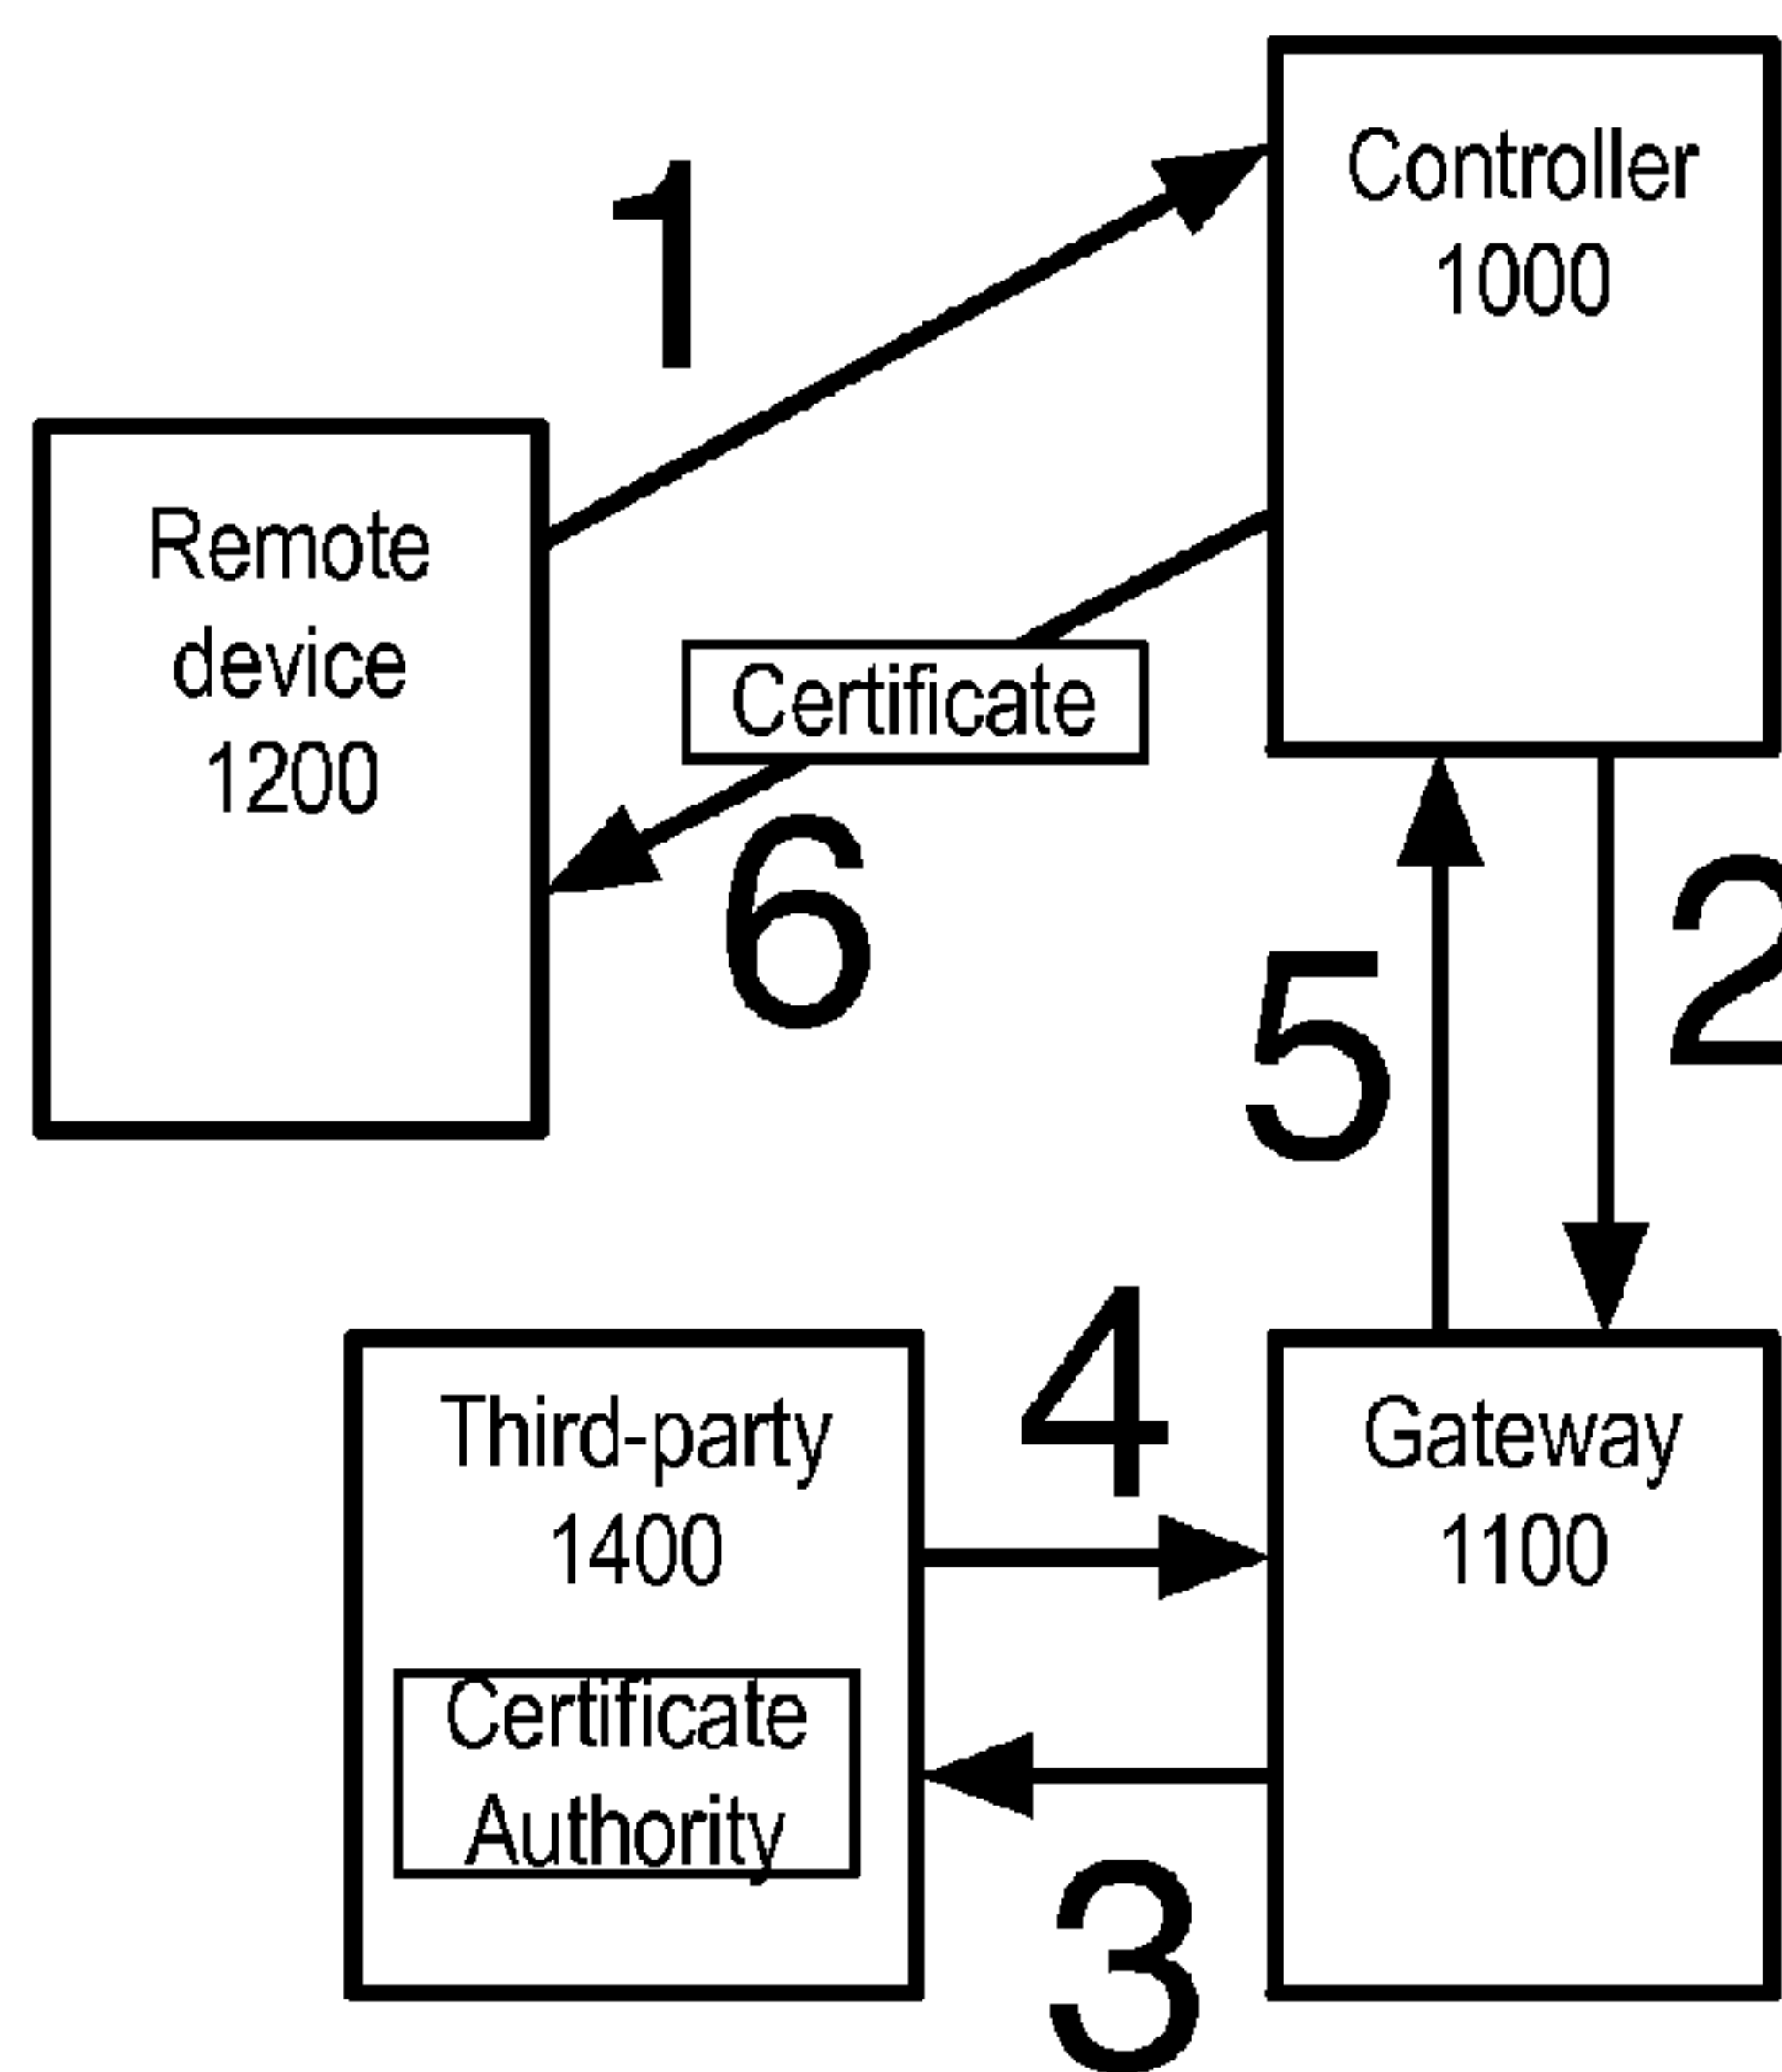 1
Controller
1000
Remote
device
1200
Certificate
6
5
2
4
Third-party
1400
Certificate
Authority
Gateway
1100
3